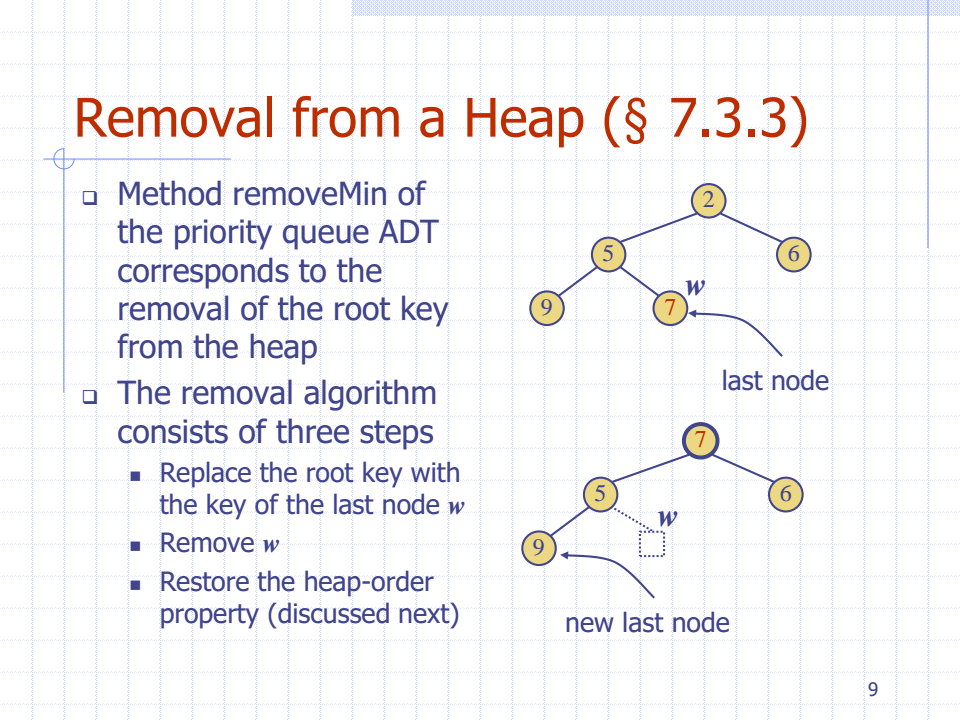 Removal from a Heap (§ 7.3.3)
Method removeMin of
the priority queue ADT
corresponds to the
removal of the root key
from the heap
The removal algorithm
consists of three steps
Replace the root key with
the key of the last node w
Remove w
Restore the heap-order
property (discussed next)
2
5
6
w
9
7
last node
7
5
6
w
9
new last node
9